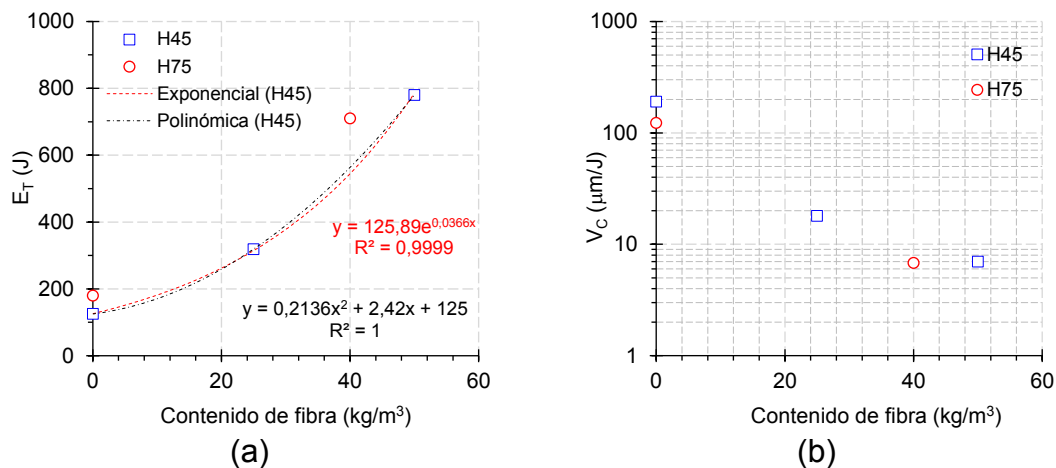 1000
800
600
400
200
0
E_T (J)
H45
H75
Exponencial (H45)
Polinómica (H45)
y = 125,89e^0,0366x
R² = 0,9999
y = 0,2136x² + 2,42x + 125
R² = 1
0 20 40 60
Contenido de fibra (kg/m³)
(a)
1000
100
10
1
V_C (μm/J)
H45
H75
0 20 40 60
Contenido de fibra (kg/m³)
(b)